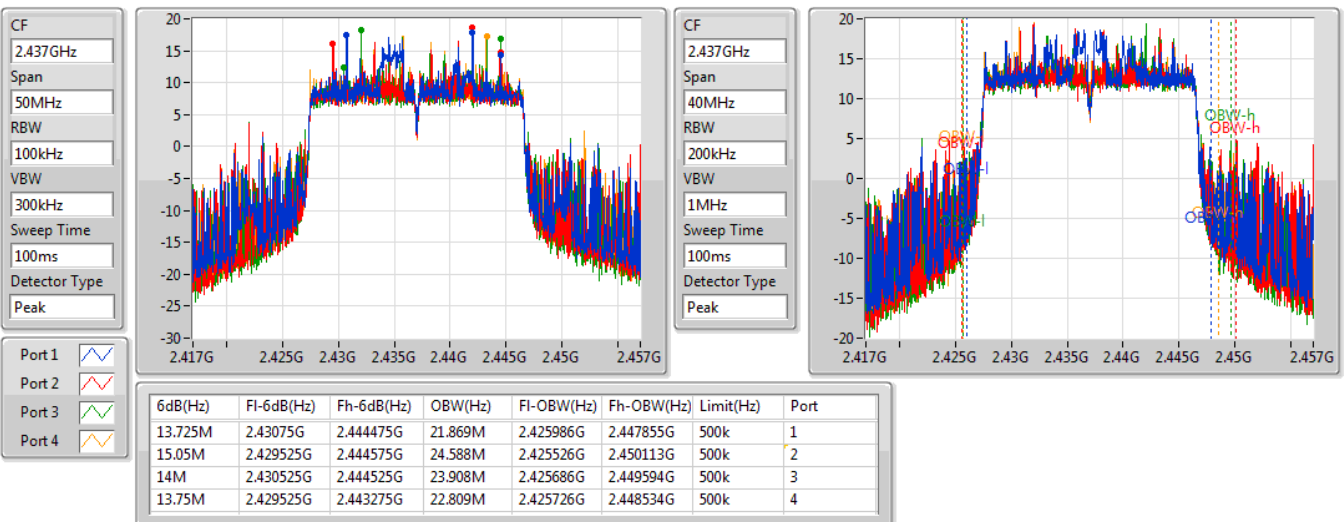 CF
2.437GHz
Span
50MHz
RBW
100kHz
VBW
300kHz
Sweep Time
100ms
Detector Type
Peak
20
15
10
5
0
-5
-10
-15
-20
-25
-30
2.417G 2.425G 2.43G 2.435G 2.44G 2.445G 2.45G 2.457G
CF
2.437GHz
Span
40MHz
RBW
200kHz
VBW
1MHz
Sweep Time
100ms
Detector Type
Peak
20
15
10
5
0
-5
-10
-15
-20
OBW-h
OBW-h
OBW-l
2.417G 2.425G 2.43G 2.435G 2.44G 2.445G 2.45G 2.457G
Port 1
Port 2
Port 3
Port 4
6dB(Hz) Fl-6dB(Hz) Fh-6dB(Hz) OBW(Hz) Fl-OBW(Hz) Fh-OBW(Hz) Limit(Hz) Port
13.725M 2.43075G 2.444475G 21.869M 2.425986G 2.447855G 500k 1
15.05M 2.429525G 2.444575G 24.588M 2.425526G 2.450113G 500k 2
14M 2.430525G 2.444525G 23.908M 2.425686G 2.449594G 500k 3
13.75M 2.429525G 2.443275G 22.809M 2.425726G 2.448534G 500k 4